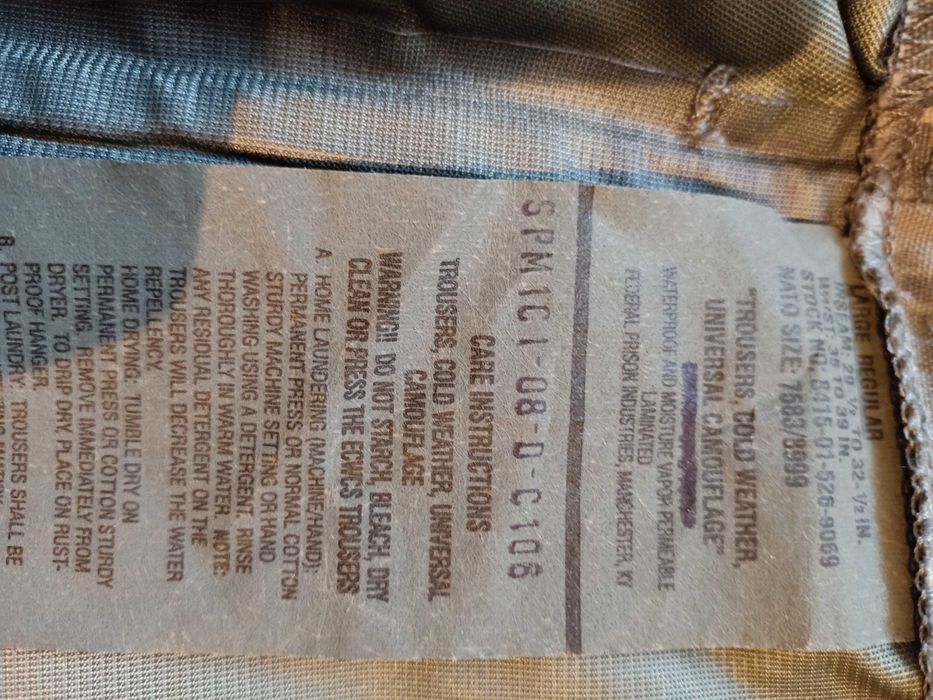 LARGE REGULAR
INSEAM: 29 ½ TO 32 ½ IN.
WAIST: 35 TO 39 IN
STOCK NO. 8415-01-526-9069
NATO SIZE: 7583/9999
"TROUSERS, COLD WEATHER,
UNIVERSAL CAMOUFLAGE"
WATERPROOF AND MOISTURE VAPOR PERMEABLE
LAMINATED
FEDERAL PRISON INDUSTRIES, MANCHESTER, KY
SPM1C1-08-D-C106
CARE INSTRUCTIONS
TROUSERS, COLD WEATHER, UNIVERSAL
CAMOUFLAGE
WARNING!! DO NOT STARCH, BLEACH, DRY
CLEAN OR PRESS THE ECWCS TROUSERS
A. HOME LAUNDERING (MACHINE/HAND):
PERMANENT-PRESS OR NORMAL COTTON
STURDY MACHINE SETTING OR HAND
WASHING USING A DETERGENT. RINSE
THOROUGHLY IN WARM WATER. NOTE:
ANY RESIDUAL DETERGENT ON THE
TROUSERS WILL DECREASE THE WATER
REPELLENCY.
HOME DRYING: TUMBLE DRY ON
PERMANENT PRESS OR COTTON STURDY
SETTING. REMOVE IMMEDIATELY FROM
DRYER. TO DRIP DRY, PLACE ON RUST-
PROOF HANGER.
B. POST LAUNDRY: TROUSERS SHALL BE